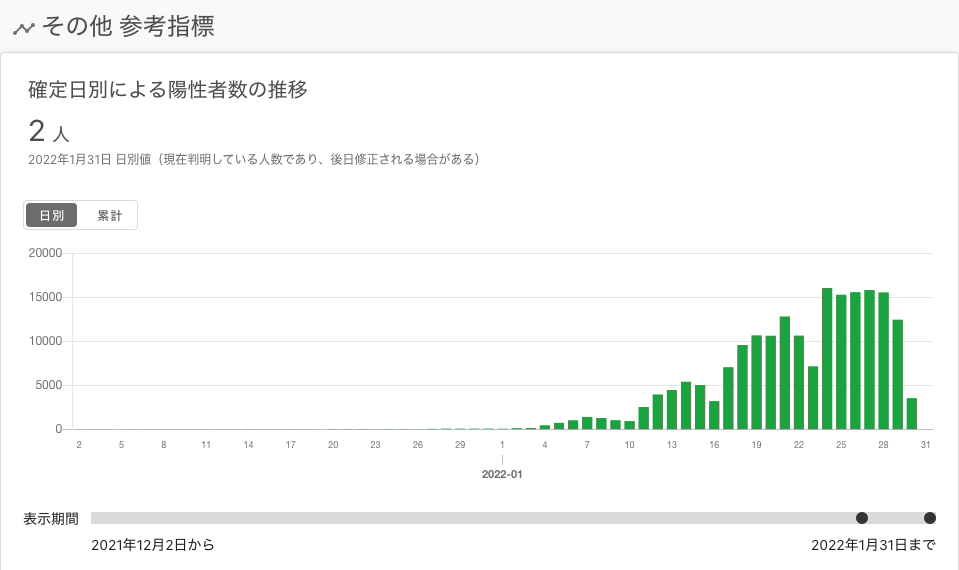 その他 参考指標
確定日別による陽性者数の推移
2 人
2022年1月31日 日別値（現在判明している人数であり、後日修正される場合がある）
日別 累計
20000
15000
10000
5000
0
2 5 8 11 14 17 20 23 26 29 1 4 7 10 13 16 19 22 25 28 31
2022-01
表示期間
2021年12月2日から 2022年1月31日まで